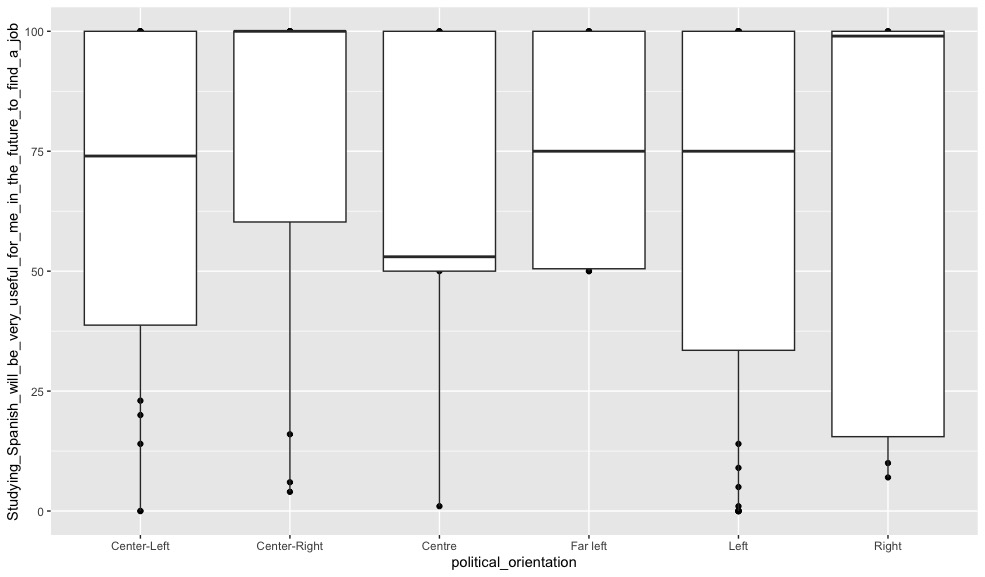 Studying_Spanish_will_be_very_useful_for_me_in_the_future_to_find_a_job
100
75
50
25
0
Center-Left Center-Right Centre Far left Left Right
political_orientation